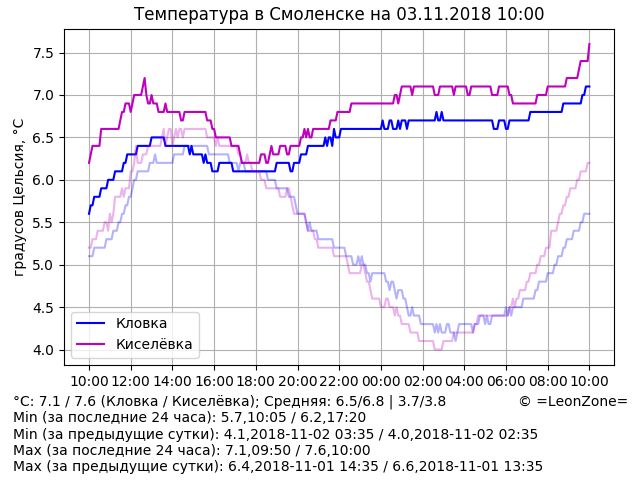 Температура в Смоленске на 03.11.2018 10:00
7.5
7.0
6.5
6.0
5.5
5.0
4.5
4.0
градусов Цельсия, °C
Кловка
Киселёвка
10:00 12:00 14:00 16:00 18:00 20:00 22:00 00:00 02:00 04:00 06:00 08:00 10:00
°C: 7.1 / 7.6 (Кловка / Киселёвка); Средняя: 6.5/6.8 | 3.7/3.8 © =LeonZone=
Min (за последние 24 часа): 5.7,10:05 / 6.2,17:20
Min (за предыдущие сутки): 4.1,2018-11-02 03:35 / 4.0,2018-11-02 02:35
Max (за последние 24 часа): 7.1,09:50 / 7.6,10:00
Max (за предыдущие сутки): 6.4,2018-11-01 14:35 / 6.6,2018-11-01 13:35